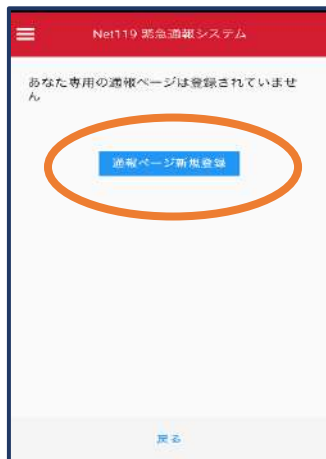 Net119 緊急通報システム
あなた専用の通報ページは登録されていませ
ん
通報ページ新規登録
戻る